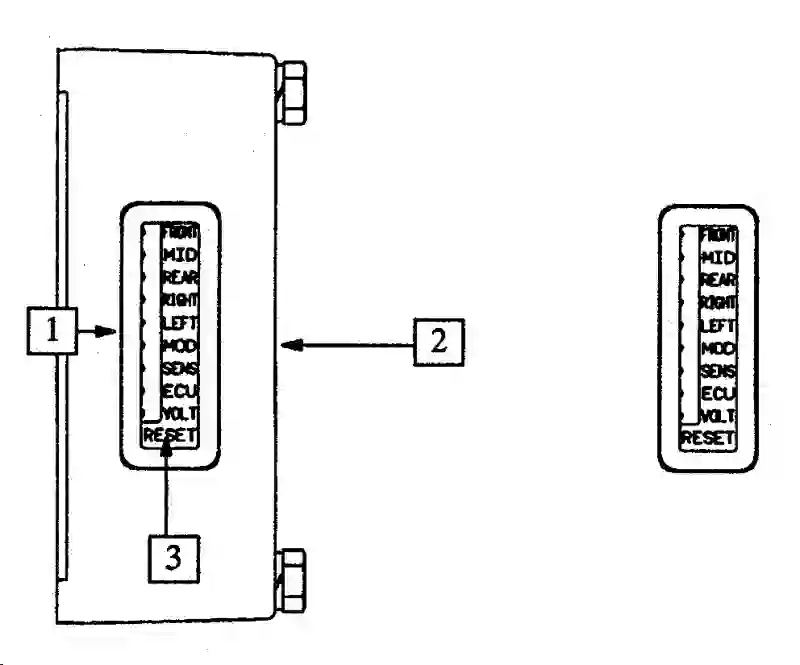 FRONT
MID
REAR
RIGHT
LEFT
MOD
SENS
ECU
VOLT
RESET
1
2
3
FRONT
MID
REAR
RIGHT
LEFT
MOD
SENS
ECU
VOLT
RESET